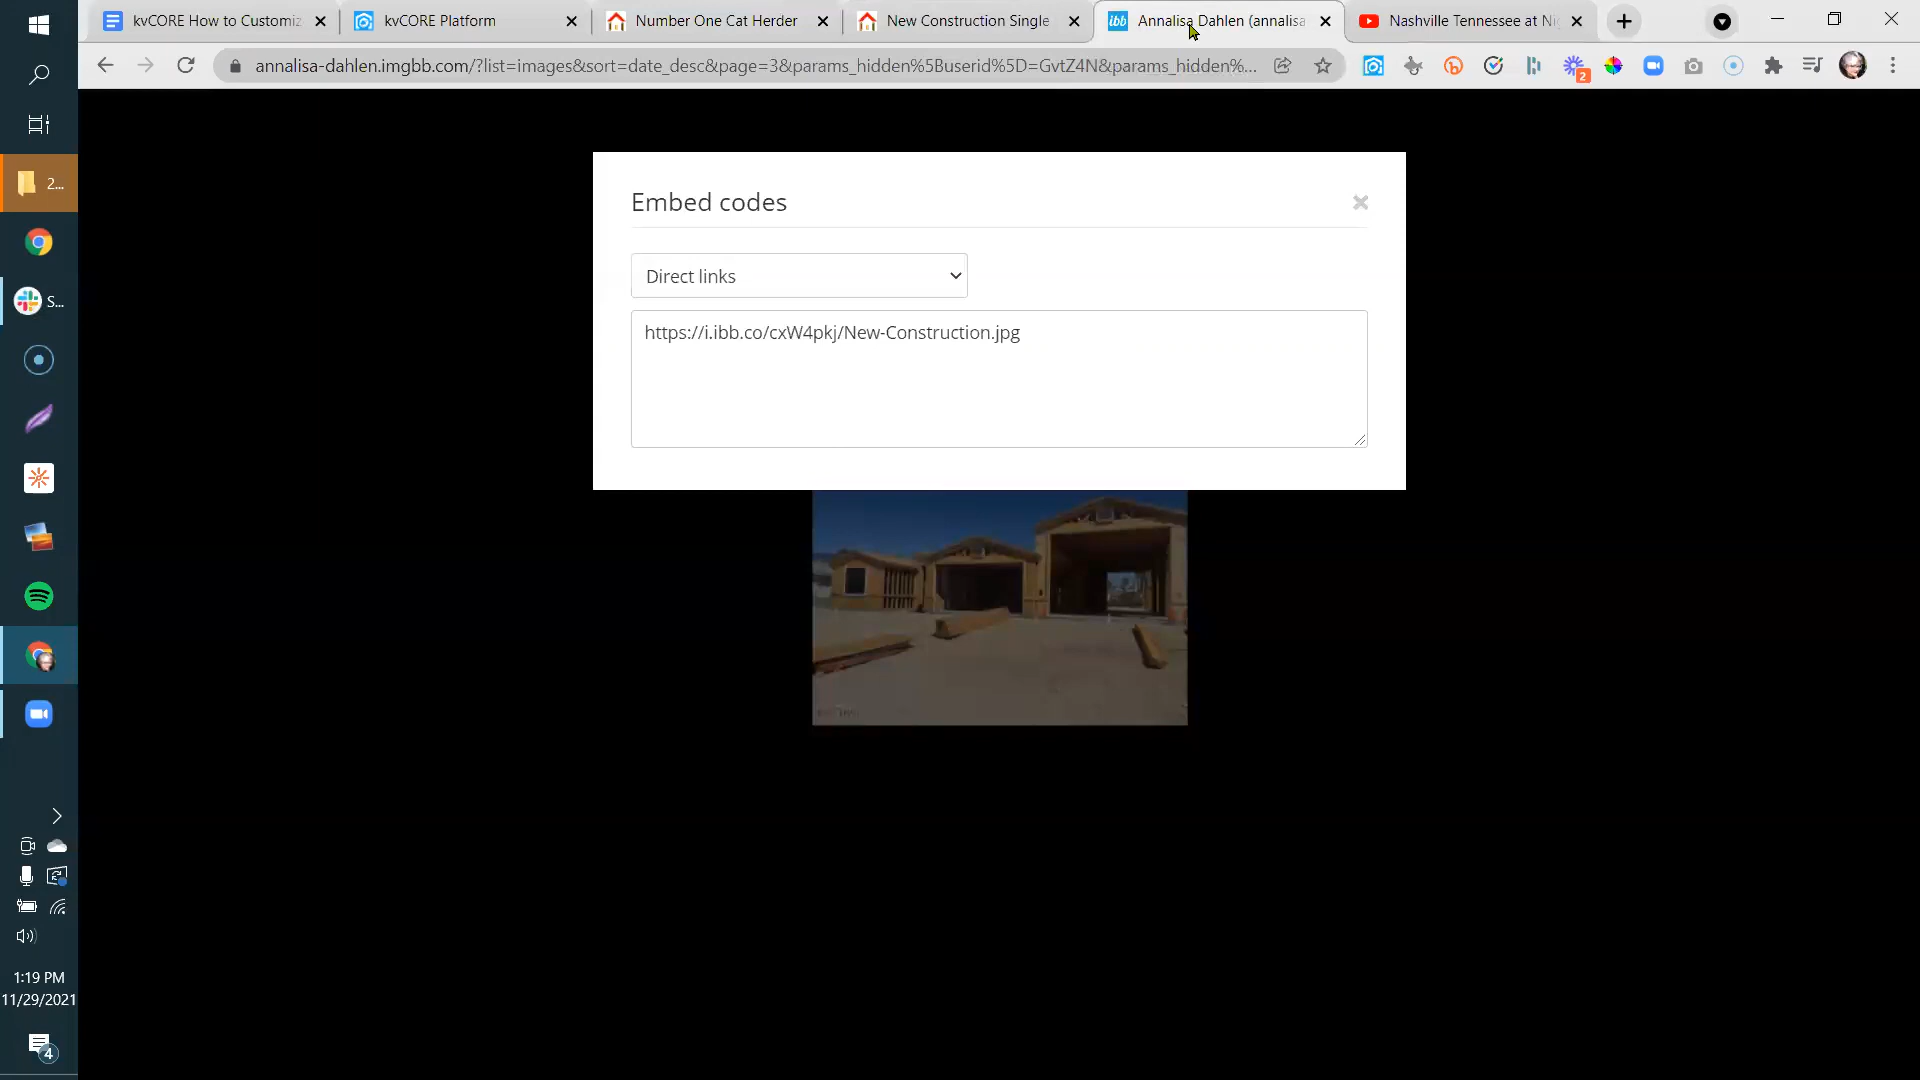 kvCORE How to Customiz
kvCORE Platform
Number One Cat Herder
New Construction Single
ibb
Annalisa Dahlen (annalisa
Nashville Tennessee at Ni
annalisa-dahlen.imgbb.com/?list=images&sort=date_desc&page=3&params_hidden%5Buserid%5D=GvtZ4N&params_hidden%...
2
2...
Embed codes
Direct links
S...
https://i.ibb.co/cxW4pkj/New-Construction.jpg
1:19 PM
11/29/2021
4